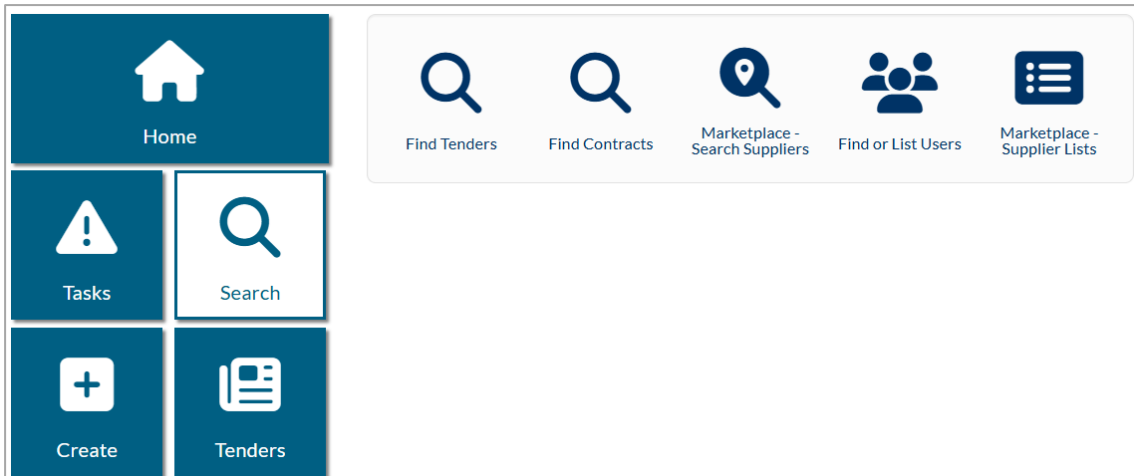 Home
Tasks
Search
Create
Tenders
Find Tenders
Find Contracts
Marketplace -
Search Suppliers
Find or List Users
Marketplace -
Supplier Lists